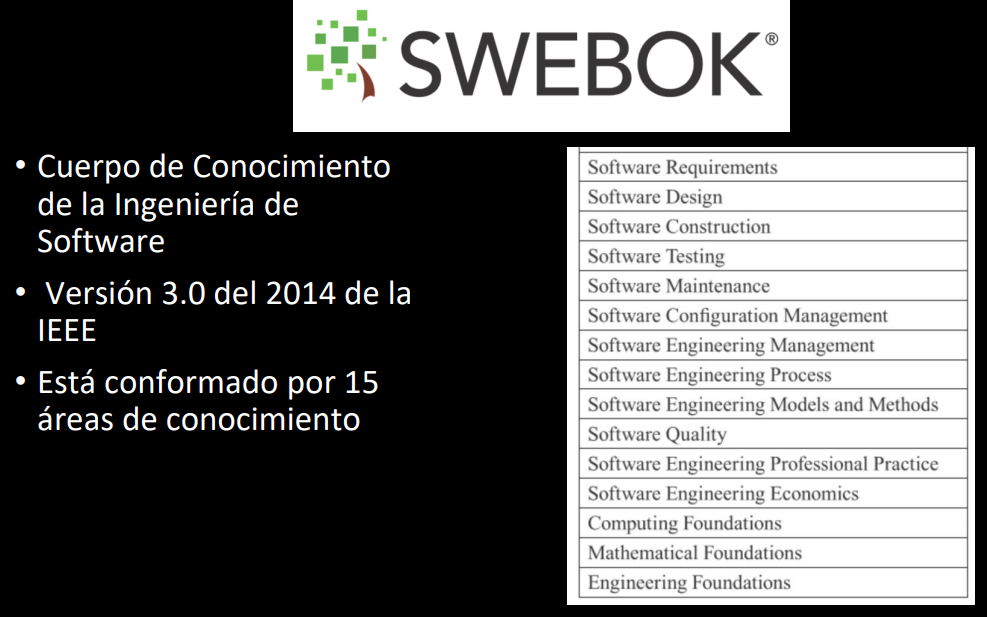 SWEBOK®
• Cuerpo de Conocimiento
de la Ingeniería de
Software
• Versión 3.0 del 2014 de la
IEEE
• Está conformado por 15
áreas de conocimiento
Software Requirements
Software Design
Software Construction
Software Testing
Software Maintenance
Software Configuration Management
Software Engineering Management
Software Engineering Process
Software Engineering Models and Methods
Software Quality
Software Engineering Professional Practice
Software Engineering Economics
Computing Foundations
Mathematical Foundations
Engineering Foundations